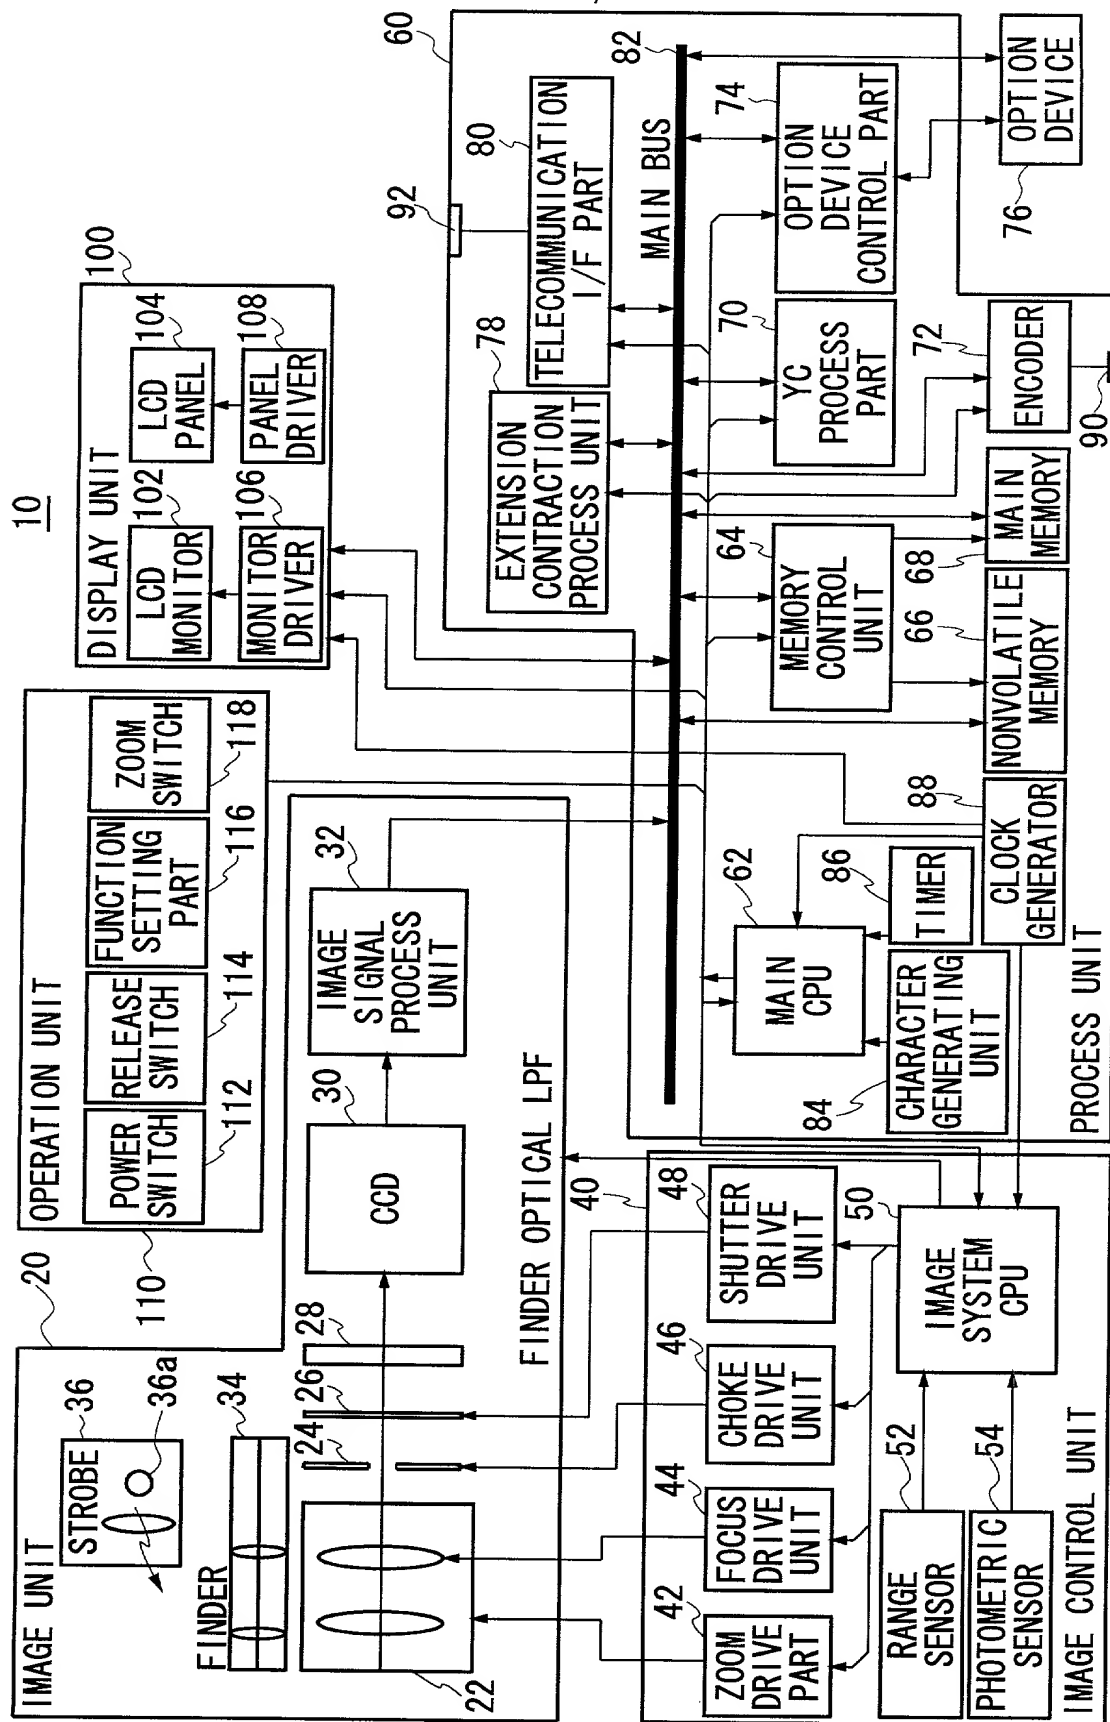 10
IMAGE UNIT
20
STROBE
36
36a
FINDER
34
22
24
26
28
CCD
30
IMAGE
SIGNAL
PROCESS
UNIT
32
FINDER OPTICAL LPF
OPERATION UNIT
110
POWER
SWITCH
112
RELEASE
SWITCH
114
FUNCTION
SETTING
PART
116
ZOOM
SWITCH
118
DISPLAY UNIT
100
LCD
MONITOR
102
LCD
PANEL
104
MONITOR
DRIVER
106
PANEL
DRIVER
108
40
ZOOM
DRIVE
PART
42
FOCUS
DRIVE
UNIT
44
CHOKE
DRIVE
UNIT
46
SHUTTER
DRIVE
UNIT
48
IMAGE
SYSTEM
CPU
50
RANGE
SENSOR
52
PHOTOMETRIC
SENSOR
54
IMAGE CONTROL UNIT
60
EXTENSION
CONTRACTION
PROCESS UNIT
78
TELECOMMUNICATION
I/F PART
80
92
MAIN BUS
82
MAIN
CPU
62
MEMORY
CONTROL
UNIT
64
YC
PROCESS
PART
70
OPTION
DEVICE
CONTROL PART
74
CHARACTER
GENERATING
UNIT
84
TIMER
86
CLOCK
GENERATOR
88
NONVOLATILE
MEMORY
66
MAIN
MEMORY
68
ENCODER
72
90
OPTION
DEVICE
76
PROCESS UNIT